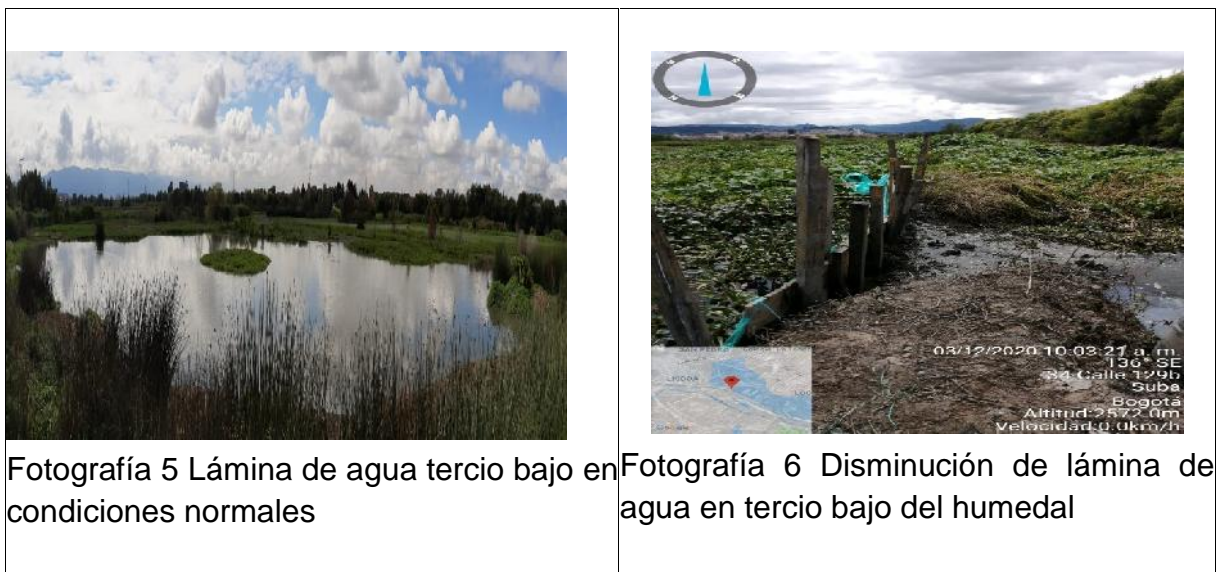 03/12/2020 10:03:21 a. m.
136° SE
Calle 129b
Suba
Bogotá
Altitud:2572.0m
Velocidad:0.0km/h
Fotografía 5 Lámina de agua tercio bajo en
condiciones normales
Fotografía 6 Disminución de lámina de
agua en tercio bajo del humedal